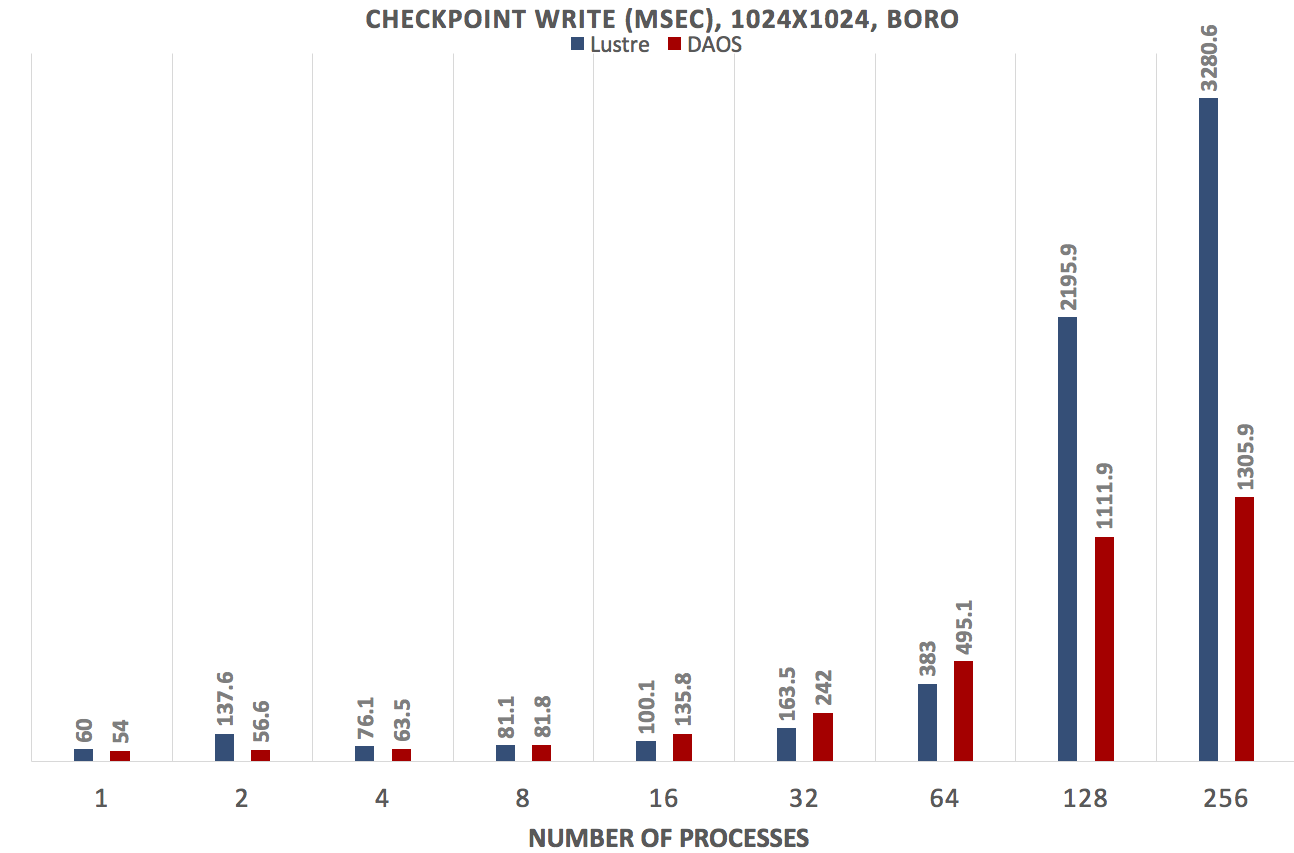 CHECKPOINT WRITE (MSEC), 1024X1024, BORO
Lustre DAOS
60 54 137.6 56.6 76.1 63.5 81.1 81.8 100.1 135.8 163.5 242 383 495.1 2195.9 1111.9 3280.6 1305.9
1 2 4 8 16 32 64 128 256
NUMBER OF PROCESSES